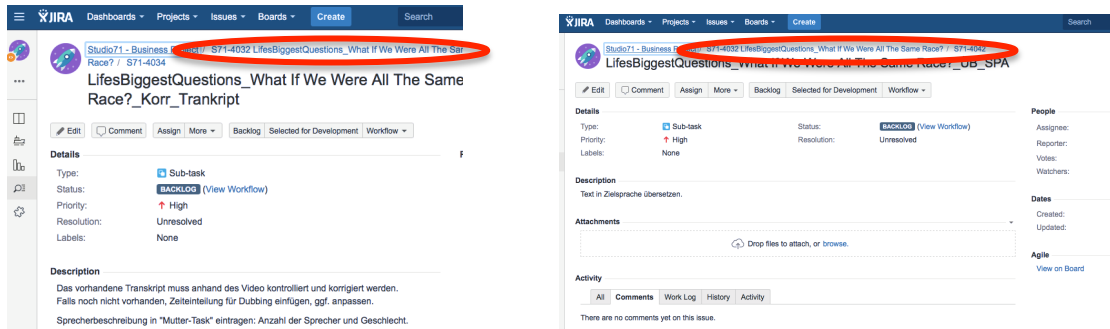 JIRA Dashboards Projects Issues Boards Create Search
Studio71 - Business Project / S71-4032 LifesBiggestQuestions_What If We Were All The Same
Race? / S71-4034
LifesBiggestQuestions_What If We Were All The Same
Race?_Korr_Trankript
Edit Comment Assign More Backlog Selected for Development Workflow
Details
Type: Sub-task
Status: BACKLOG (View Workflow)
Priority: High
Resolution: Unresolved
Labels: None
Description
Das vorhandene Transkript muss anhand des Video kontrolliert und korrigiert werden.
Falls noch nicht vorhanden, Zeiteinteilung für Dubbing einfügen, ggf. anpassen.
Sprecherbeschreibung in "Mutter-Task" eintragen: Anzahl der Sprecher und Geschlecht.
JIRA Dashboards Projects Issues Boards Create Search
Studio71 - Business / S71-4032 LifesBiggestQuestions_What If We Were All The Same Race? / S71-4042
LifesBiggestQuestions_What If We Were All The Same Race?_UB_SPA
Edit Comment Assign More Backlog Selected for Development Workflow
Details
Type: Sub-task Status: BACKLOG (View Workflow)
Priority: High Resolution: Unresolved
Labels: None
Description
Text in Zielsprache übersetzen.
Attachments
Drop files to attach, or browse.
Activity
All Comments Work Log History Activity
There are no comments yet on this issue.
People
Assignee:
Reporter:
Votes:
Watchers:
Dates
Created:
Updated:
Agile
View on Board